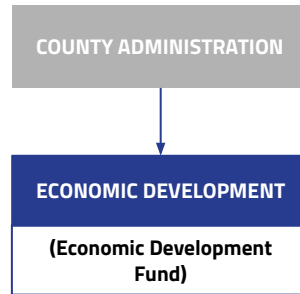 COUNTY ADMINISTRATION
ECONOMIC DEVELOPMENT
(Economic Development
Fund)